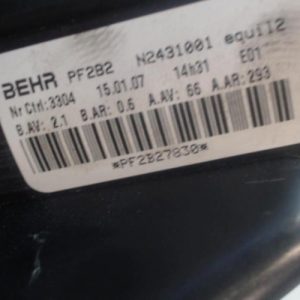 BEHR PF2B2 N2431001 equil2
Nr Ctrl:3304 15.01.07 14h31 E01
B.AV: 2.1 B.AR: 0.6 A.AV: 66 A.AR: 293
*PF2B27830*